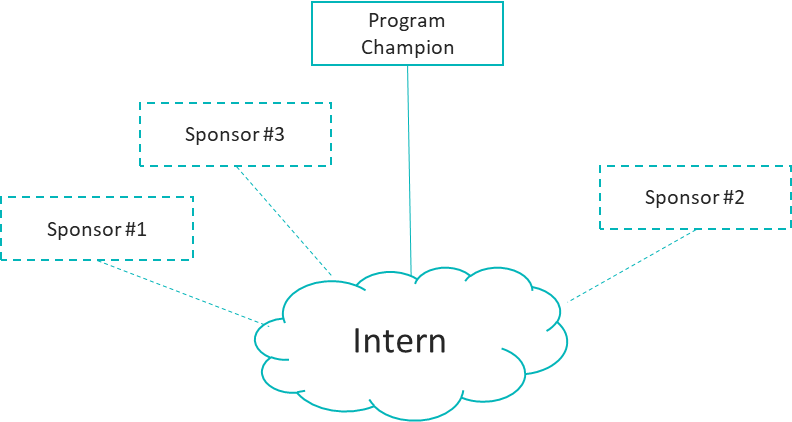 Program
Champion
Sponsor #3
Sponsor #2
Sponsor #1
Intern